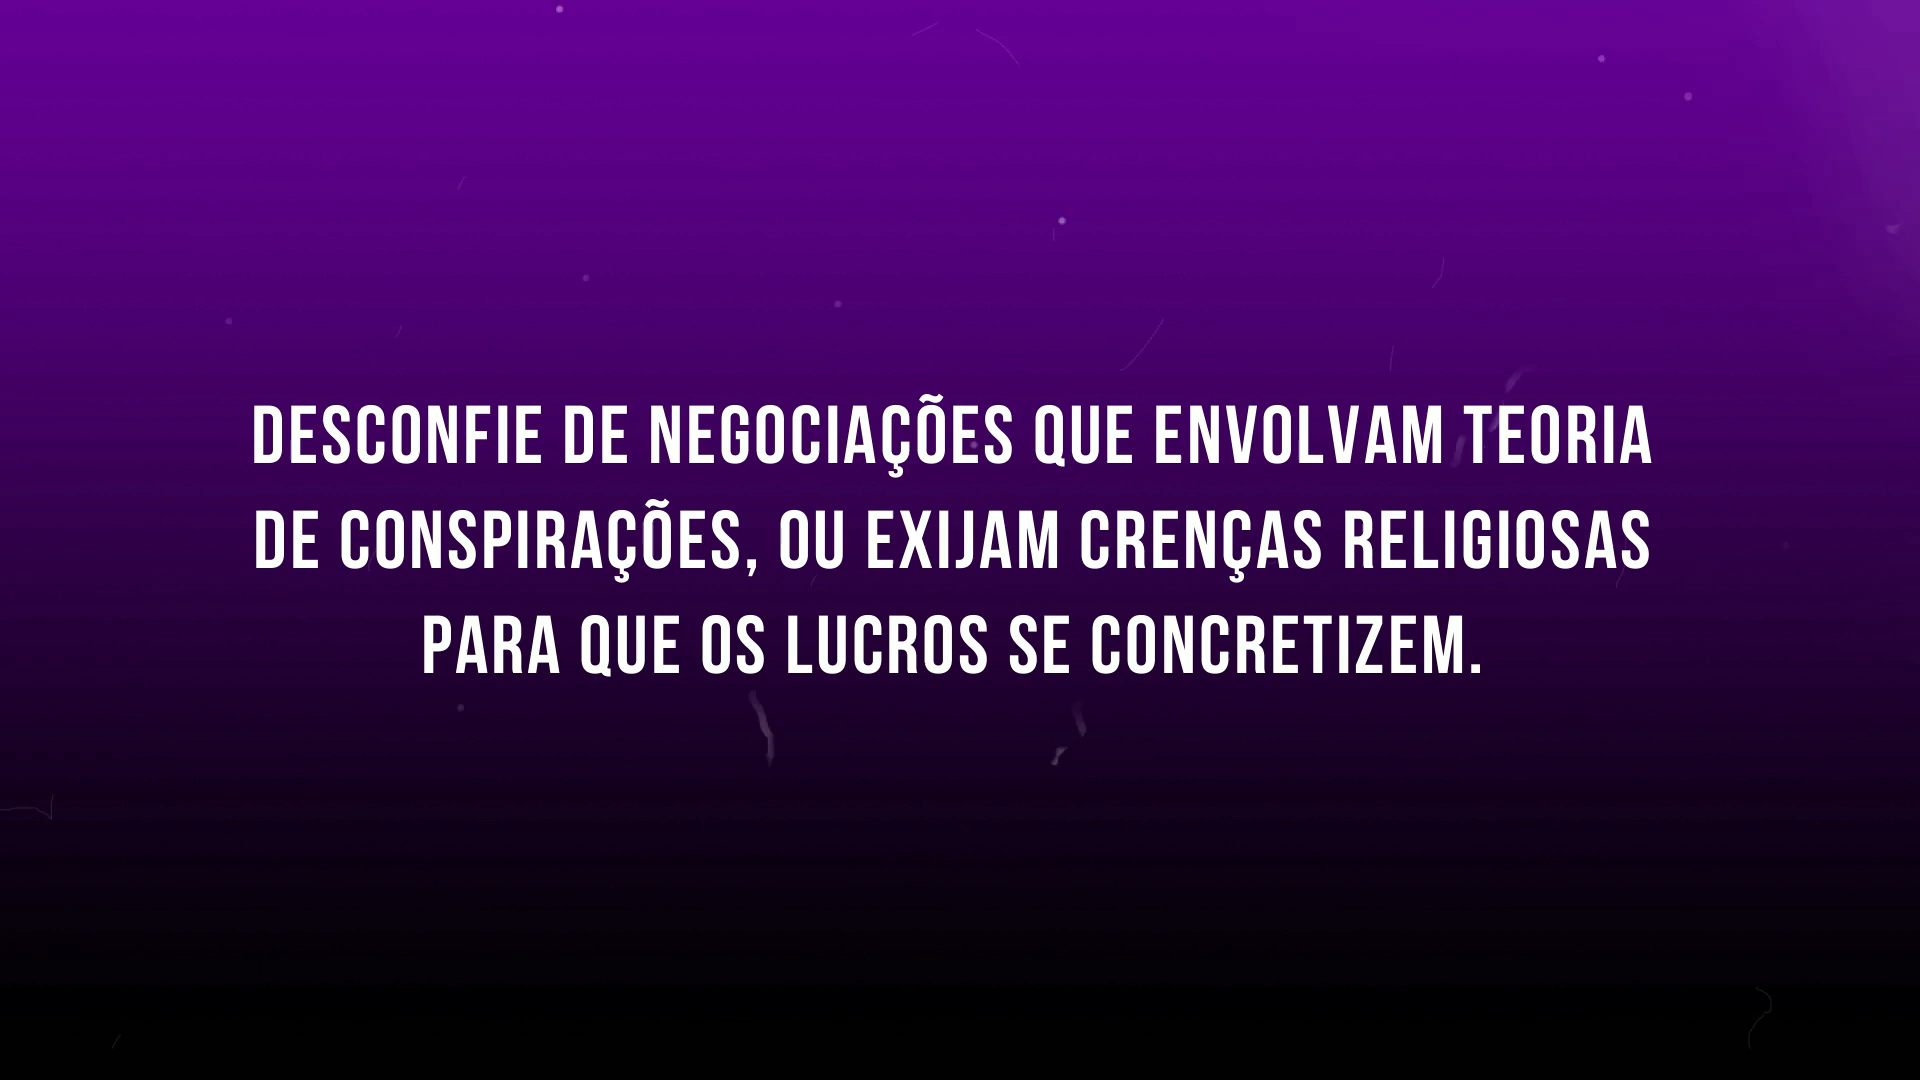 DESCONFIE DE NEGOCIAÇÕES QUE ENVOLVAM TEORIA
DE CONSPIRAÇÕES, OU EXIJAM CRENÇAS RELIGIOSAS
PARA QUE OS LUCROS SE CONCRETIZEM.